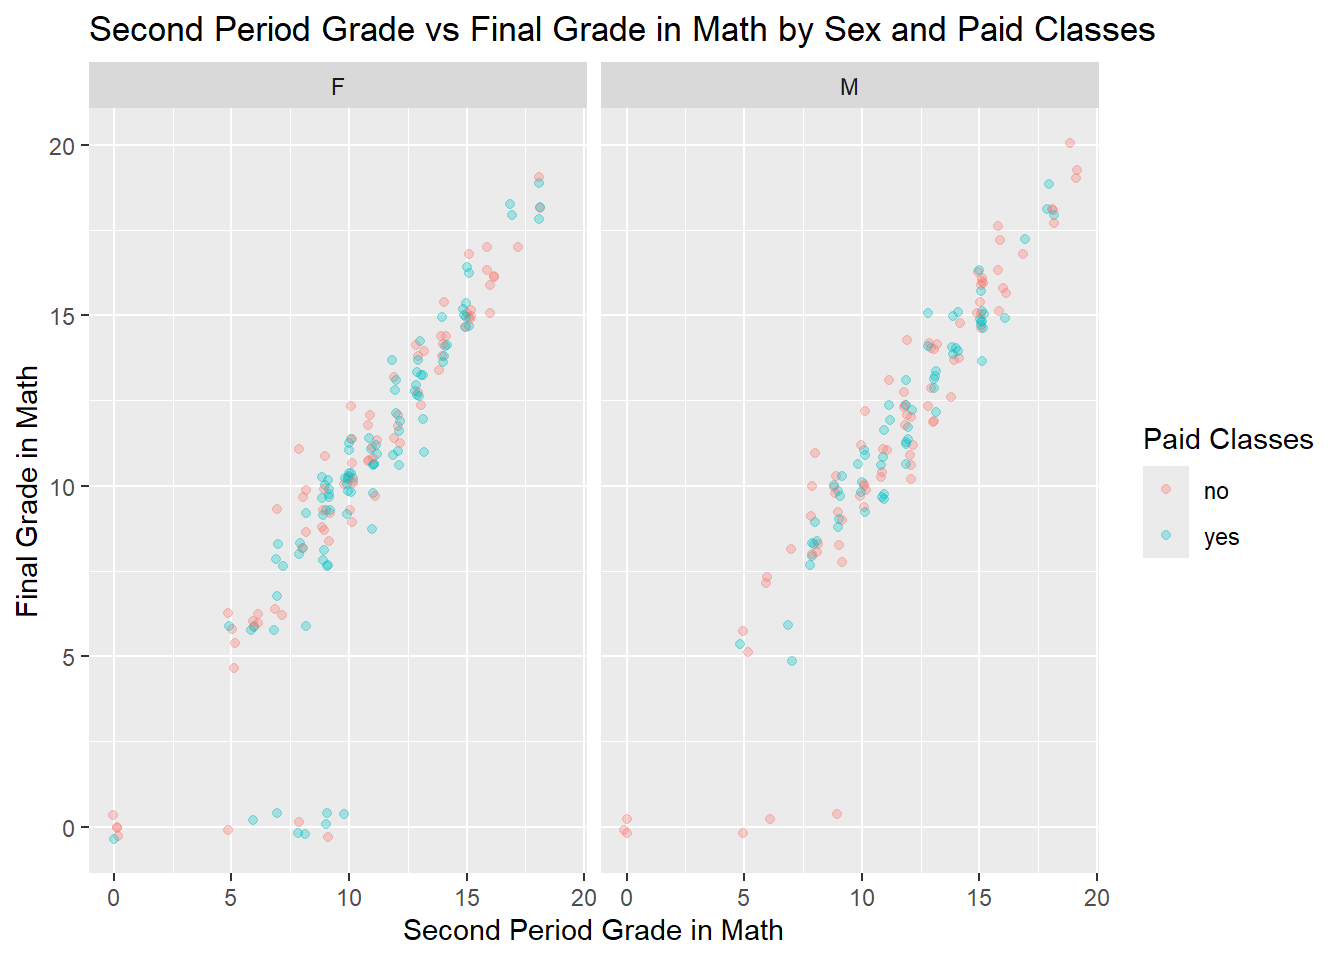 Second Period Grade vs Final Grade in Math by Sex and Paid Classes
F
M
20
15
10
5
0
Final Grade in Math
0 5 10 15 20
0 5 10 15 20
Second Period Grade in Math
Paid Classes
no
yes